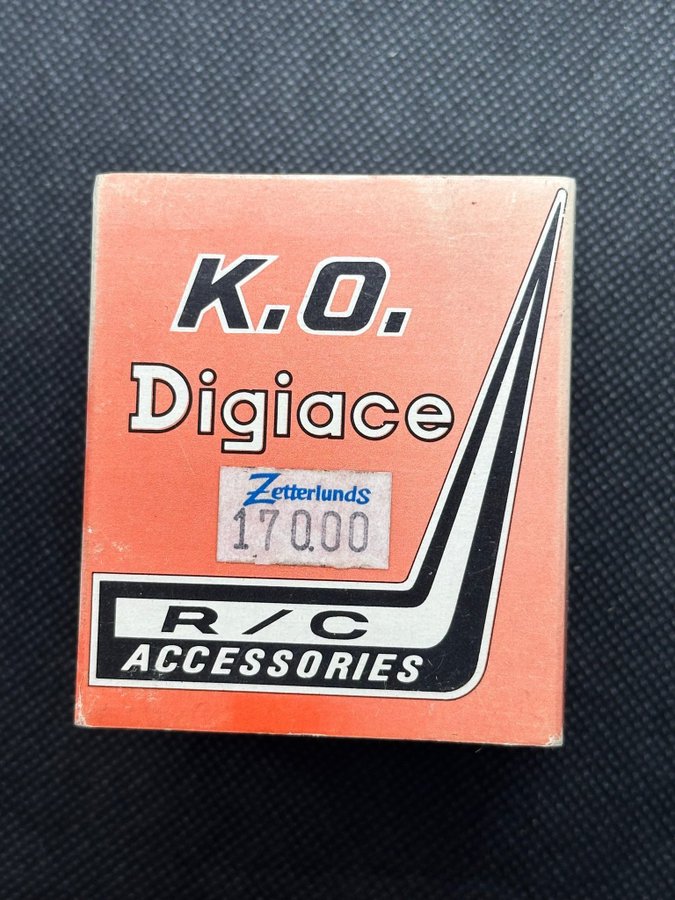 K.O.
Digiace
Zetterlunds
170.00
R/C
ACCESSORIES